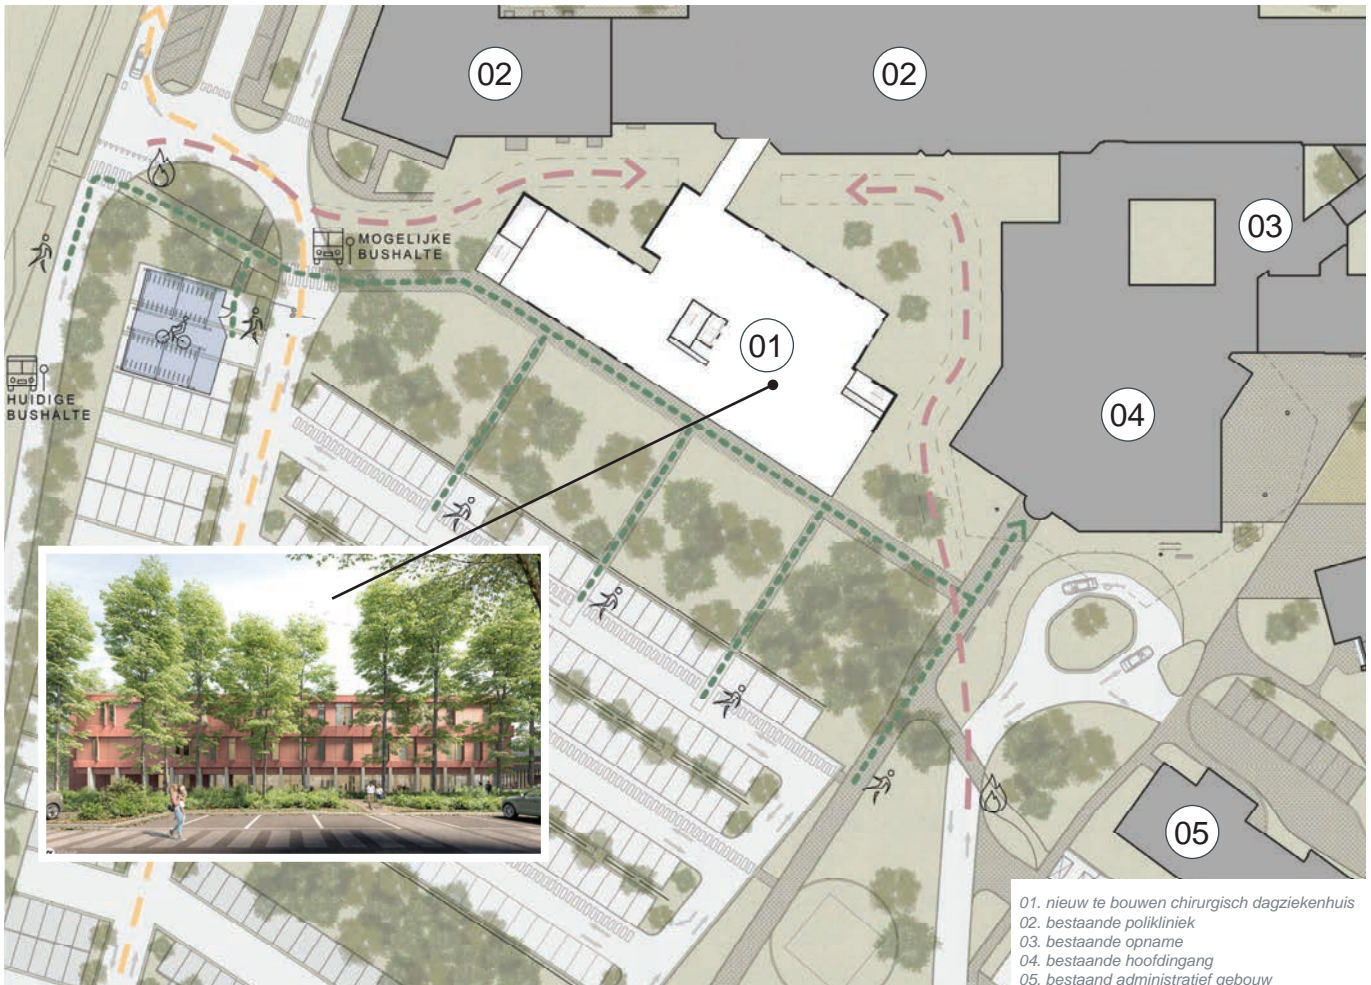 02
02
03
MOGELIJKE
BUSHALTE
01
HUIDIGE
BUSHALTE
04
05
01. nieuw te bouwen chirurgisch dagziekenhuis
02. bestaande polikliniek
03. bestaande opname
04. bestaande hoofdingang
05. bestaand administratief gebouw